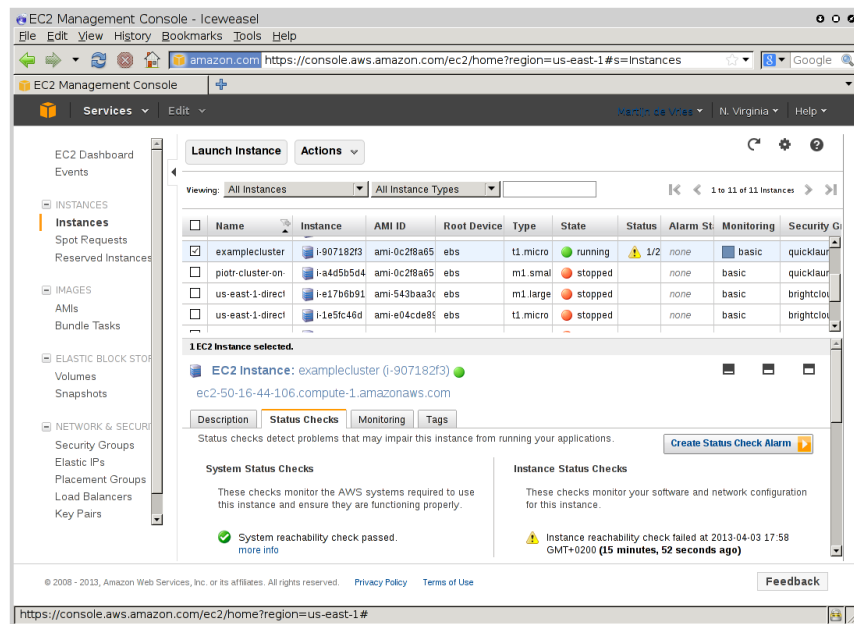 EC2 Management Console - Iceweasel
File Edit View History Bookmarks Tools Help
amazon.com https://console.aws.amazon.com/ec2/home?region=us-east-1#s=Instances
Google
EC2 Management Console
Services Edit Martijn de Vries N. Virginia Help
EC2 Dashboard
Events
INSTANCES
Instances
Spot Requests
Reserved Instances
IMAGES
AMIs
Bundle Tasks
ELASTIC BLOCK STOR
Volumes
Snapshots
NETWORK & SECURI
Security Groups
Elastic IPs
Placement Groups
Load Balancers
Key Pairs
Launch Instance Actions
Viewing: All Instances All Instance Types 1 to 11 of 11 Instances
Name Instance AMI ID Root Device Type State Status Alarm St Monitoring Security Gr
examplecluster i-907182f3 ami-0c2f8a65 ebs t1.micro running 1/2 none basic quicklaun
piotr-cluster-on- i-a4d5b5d4 ami-0c2f8a65 ebs m1.smal stopped none basic quicklaun
us-east-1-direct i-e17b6b91 ami-543baa3d ebs m1.large stopped none basic brightclou
us-east-1-direct i-1e5fc46d ami-e04cde89 ebs t1.micro stopped none basic brightclou
1 EC2 Instance selected.
EC2 Instance: examplecluster (i-907182f3)
ec2-50-16-44-106.compute-1.amazonaws.com
Description Status Checks Monitoring Tags
Status checks detect problems that may impair this instance from running your applications.
Create Status Check Alarm
System Status Checks
These checks monitor the AWS systems required to use
this instance and ensure they are functioning properly.
System reachability check passed.
more info
Instance Status Checks
These checks monitor your software and network configuration
for this instance.
Instance reachability check failed at 2013-04-03 17:58
GMT+0200 (15 minutes, 52 seconds ago)
© 2008 - 2013, Amazon Web Services, Inc. or its affiliates. All rights reserved. Privacy Policy Terms of Use
Feedback
https://console.aws.amazon.com/ec2/home?region=us-east-1#